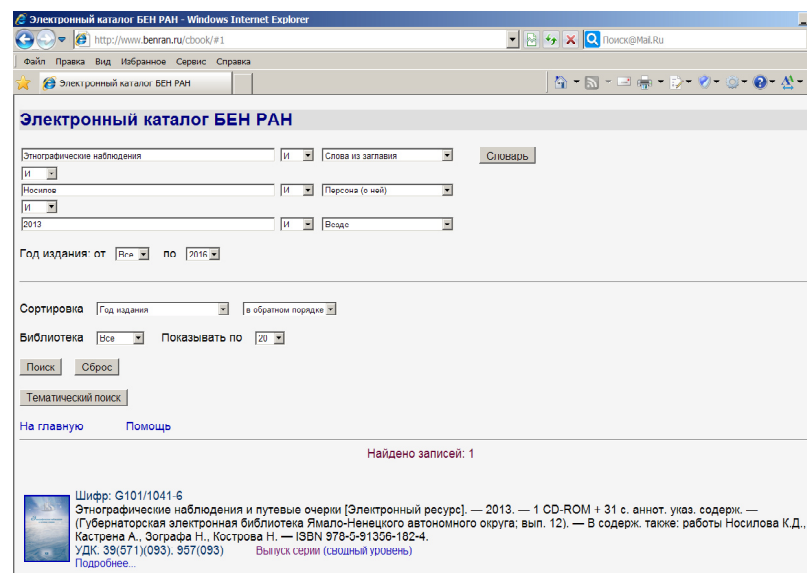 Электронный каталог БЕН РАН - Windows Internet Explorer
http://www.benran.ru/cbook/#1
Поиск@Mail.Ru
Файл Правка Вид Избранное Сервис Справка
Электронный каталог БЕН РАН
Электронный каталог БЕН РАН
Этнографические наблюдения И Слова из заглавия Словарь
И
Носилов И Персона (о ней)
И
2013 И Везде
Год издания: от Все по 2016
Сортировка Год издания в обратном порядке
Библиотека Все Показывать по 20
Поиск Сброс
Тематический поиск
На главную Помощь
Найдено записей: 1
Шифр: G101/1041-6
Этнографические наблюдения и путевые очерки [Электронный ресурс]. — 2013. — 1 CD-ROM + 31 с. аннот. указ. содерж. —
(Губернаторская электронная библиотека Ямало-Ненецкого автономного округа; вып. 12). — В содерж. также: работы Носилова К.Д.,
Кастрена А., Зографа Н., Кострова Н. — ISBN 978-5-91356-182-4.
УДК. 39(571)(093). 957(093) Выпуск серии (сводный уровень)
Подробнее...